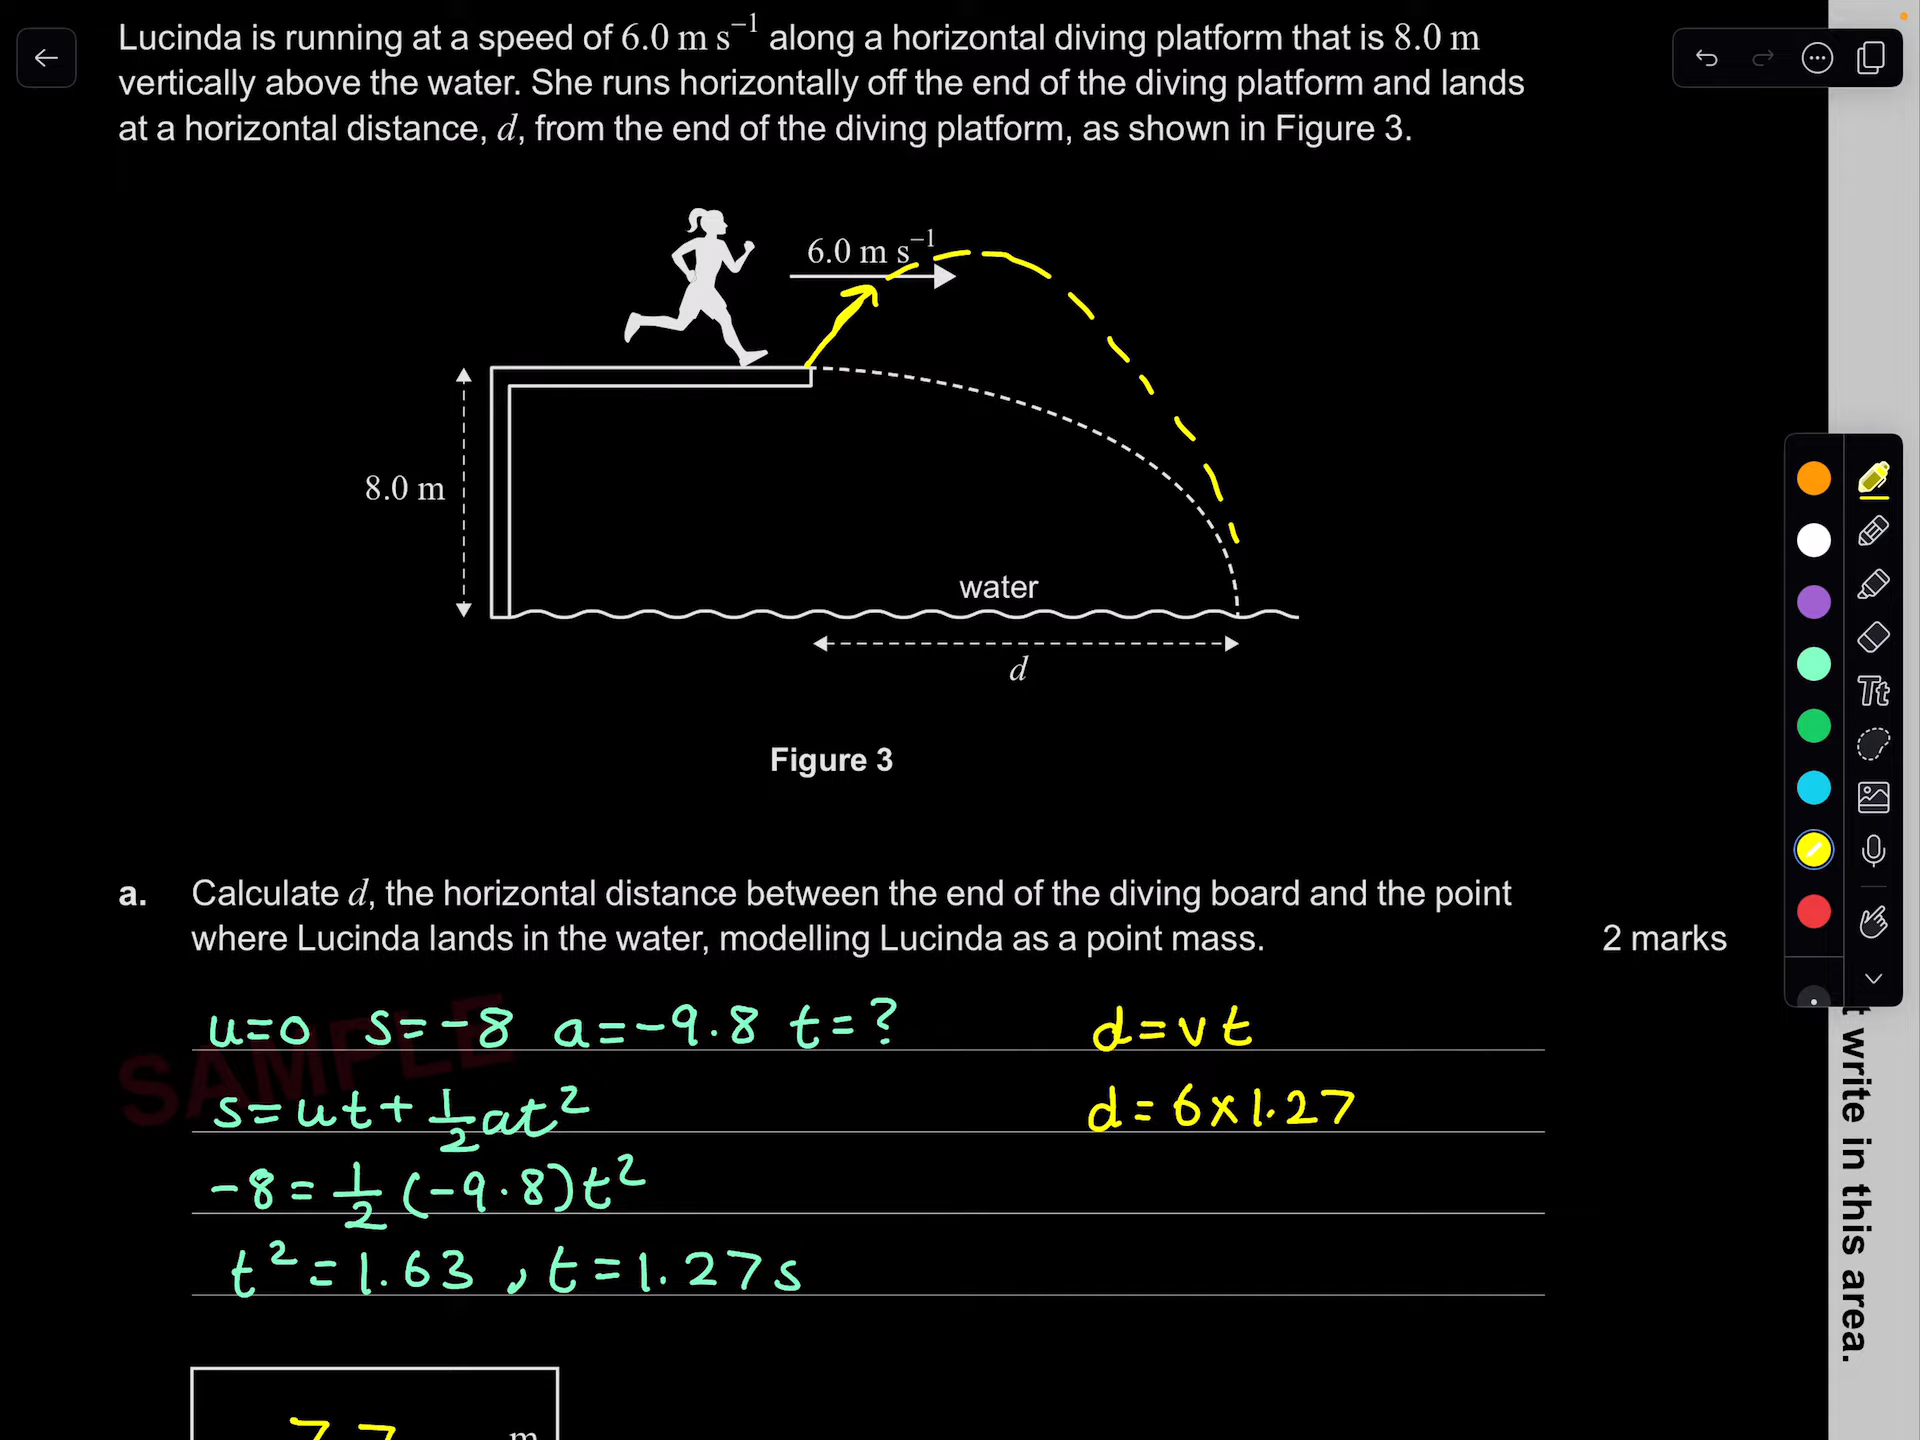 Lucinda is running at a speed of 6.0 m s⁻¹ along a horizontal diving platform that is 8.0 m
vertically above the water. She runs horizontally off the end of the diving platform and lands
at a horizontal distance, d, from the end of the diving platform, as shown in Figure 3.
6.0 m s⁻¹
8.0 m
water
d
Figure 3
a. Calculate d, the horizontal distance between the end of the diving board and the point
where Lucinda lands in the water, modelling Lucinda as a point mass. 2 marks
SAMPLE
u=0 s=-8 a=-9.8 t=?
s=ut+½at²
-8=½(-9.8)t²
t²=1.63, t=1.27s
d=vt
d=6×1.27
m
Tt
write in this area.